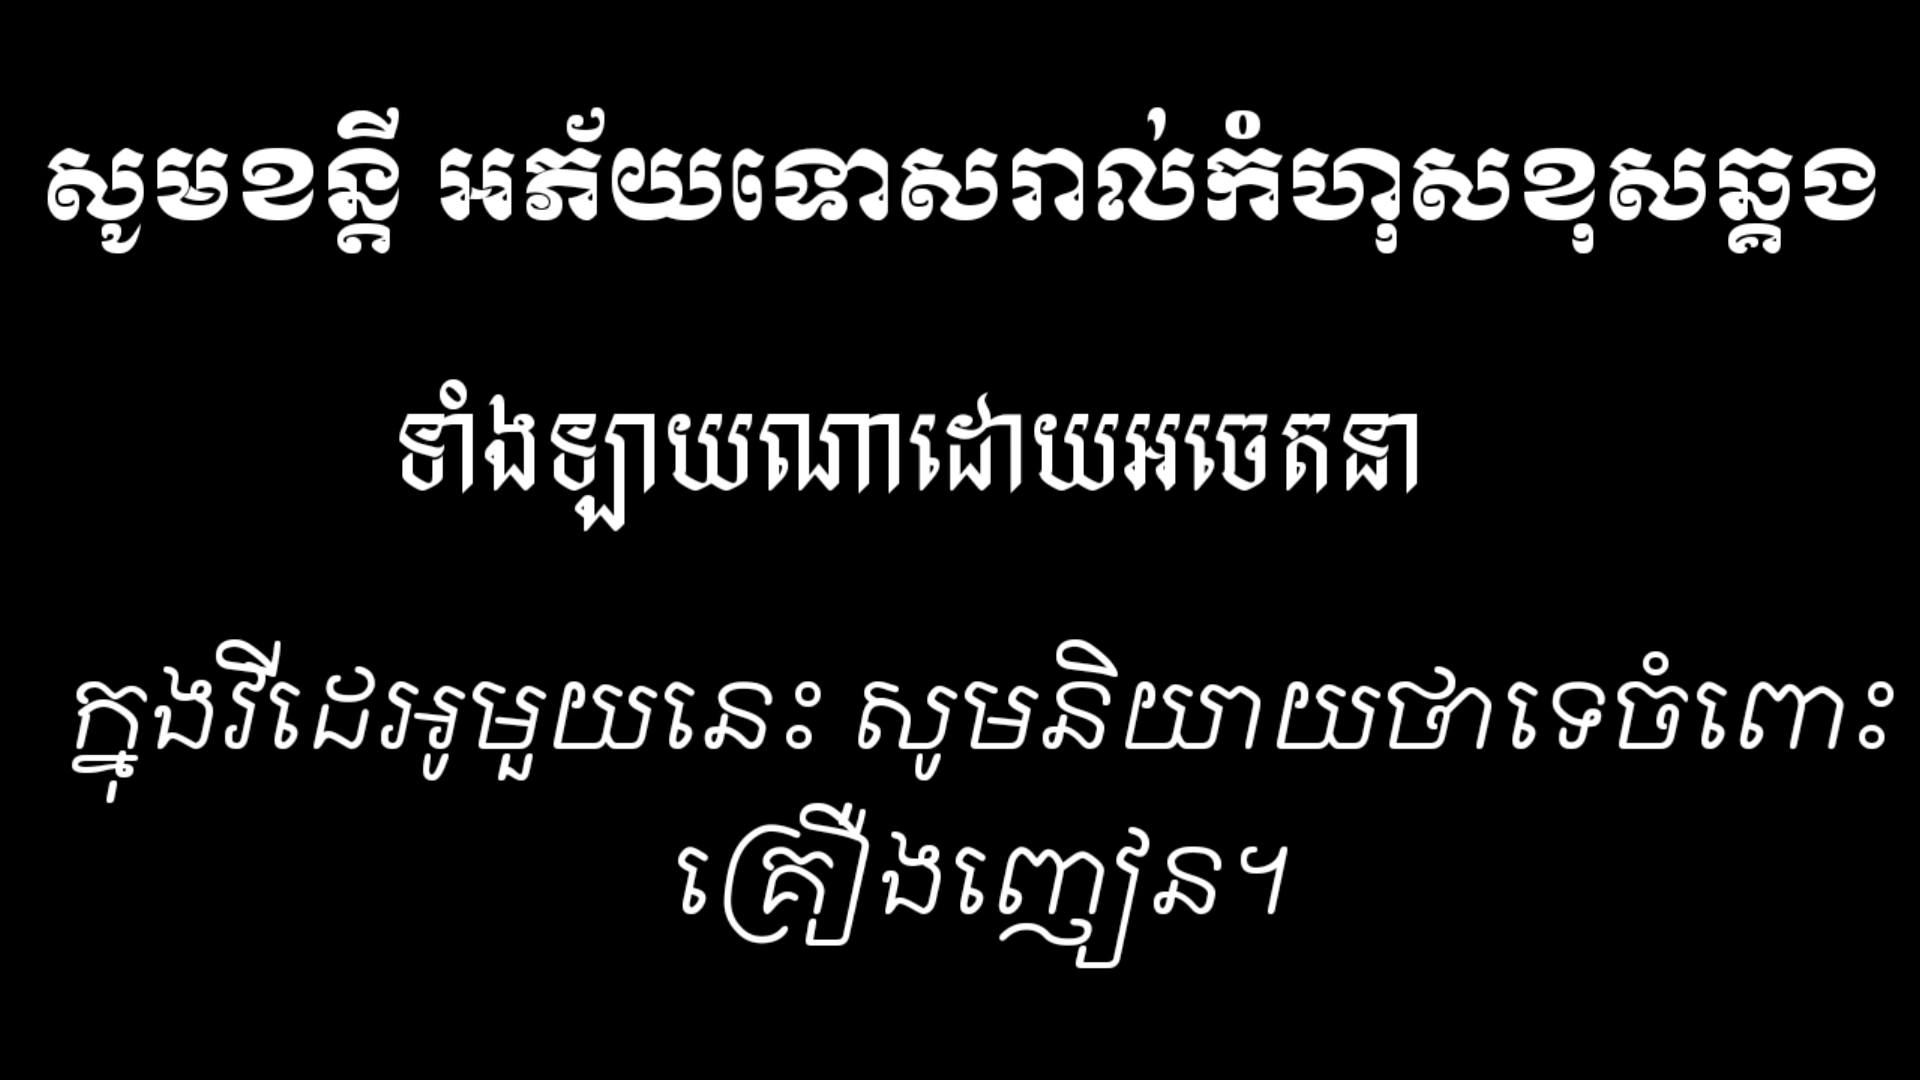 សូមខន្តី អភ័យទោសរាល់កំហុសខុសឆ្គង
ទាំងឡាយណាដោយអចេតនា
ក្នុងវីដេអូមួយនេះ សូមនិយាយថាទេចំពោះ
គ្រឿងញៀន។